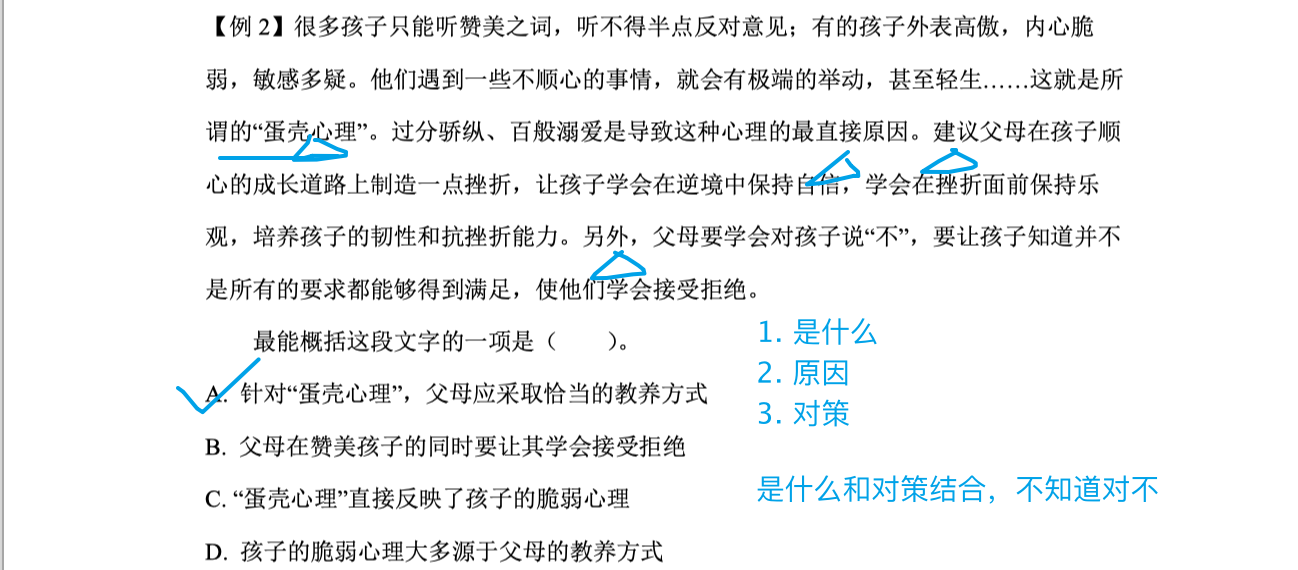 【例 2】很多孩子只能听赞美之词，听不得半点反对意见；有的孩子外表高傲，内心脆
弱，敏感多疑。他们遇到一些不顺心的事情，就会有极端的举动，甚至轻生……这就是所
谓的“蛋壳心理”。过分骄纵、百般溺爱是导致这种心理的最直接原因。建议父母在孩子顺
心的成长道路上制造一点挫折，让孩子学会在逆境中保持自信，学会在挫折面前保持乐
观，培养孩子的韧性和抗挫折能力。另外，父母要学会对孩子说“不”，要让孩子知道并不
是所有的要求都能够得到满足，使他们学会接受拒绝。
最能概括这段文字的一项是（　　）。
A. 针对“蛋壳心理”，父母应采取恰当的教养方式
B. 父母在赞美孩子的同时要让其学会接受拒绝
C. “蛋壳心理”直接反映了孩子的脆弱心理
D. 孩子的脆弱心理大多源于父母的教养方式
1. 是什么
2. 原因
3. 对策
是什么和对策结合，不知道对不